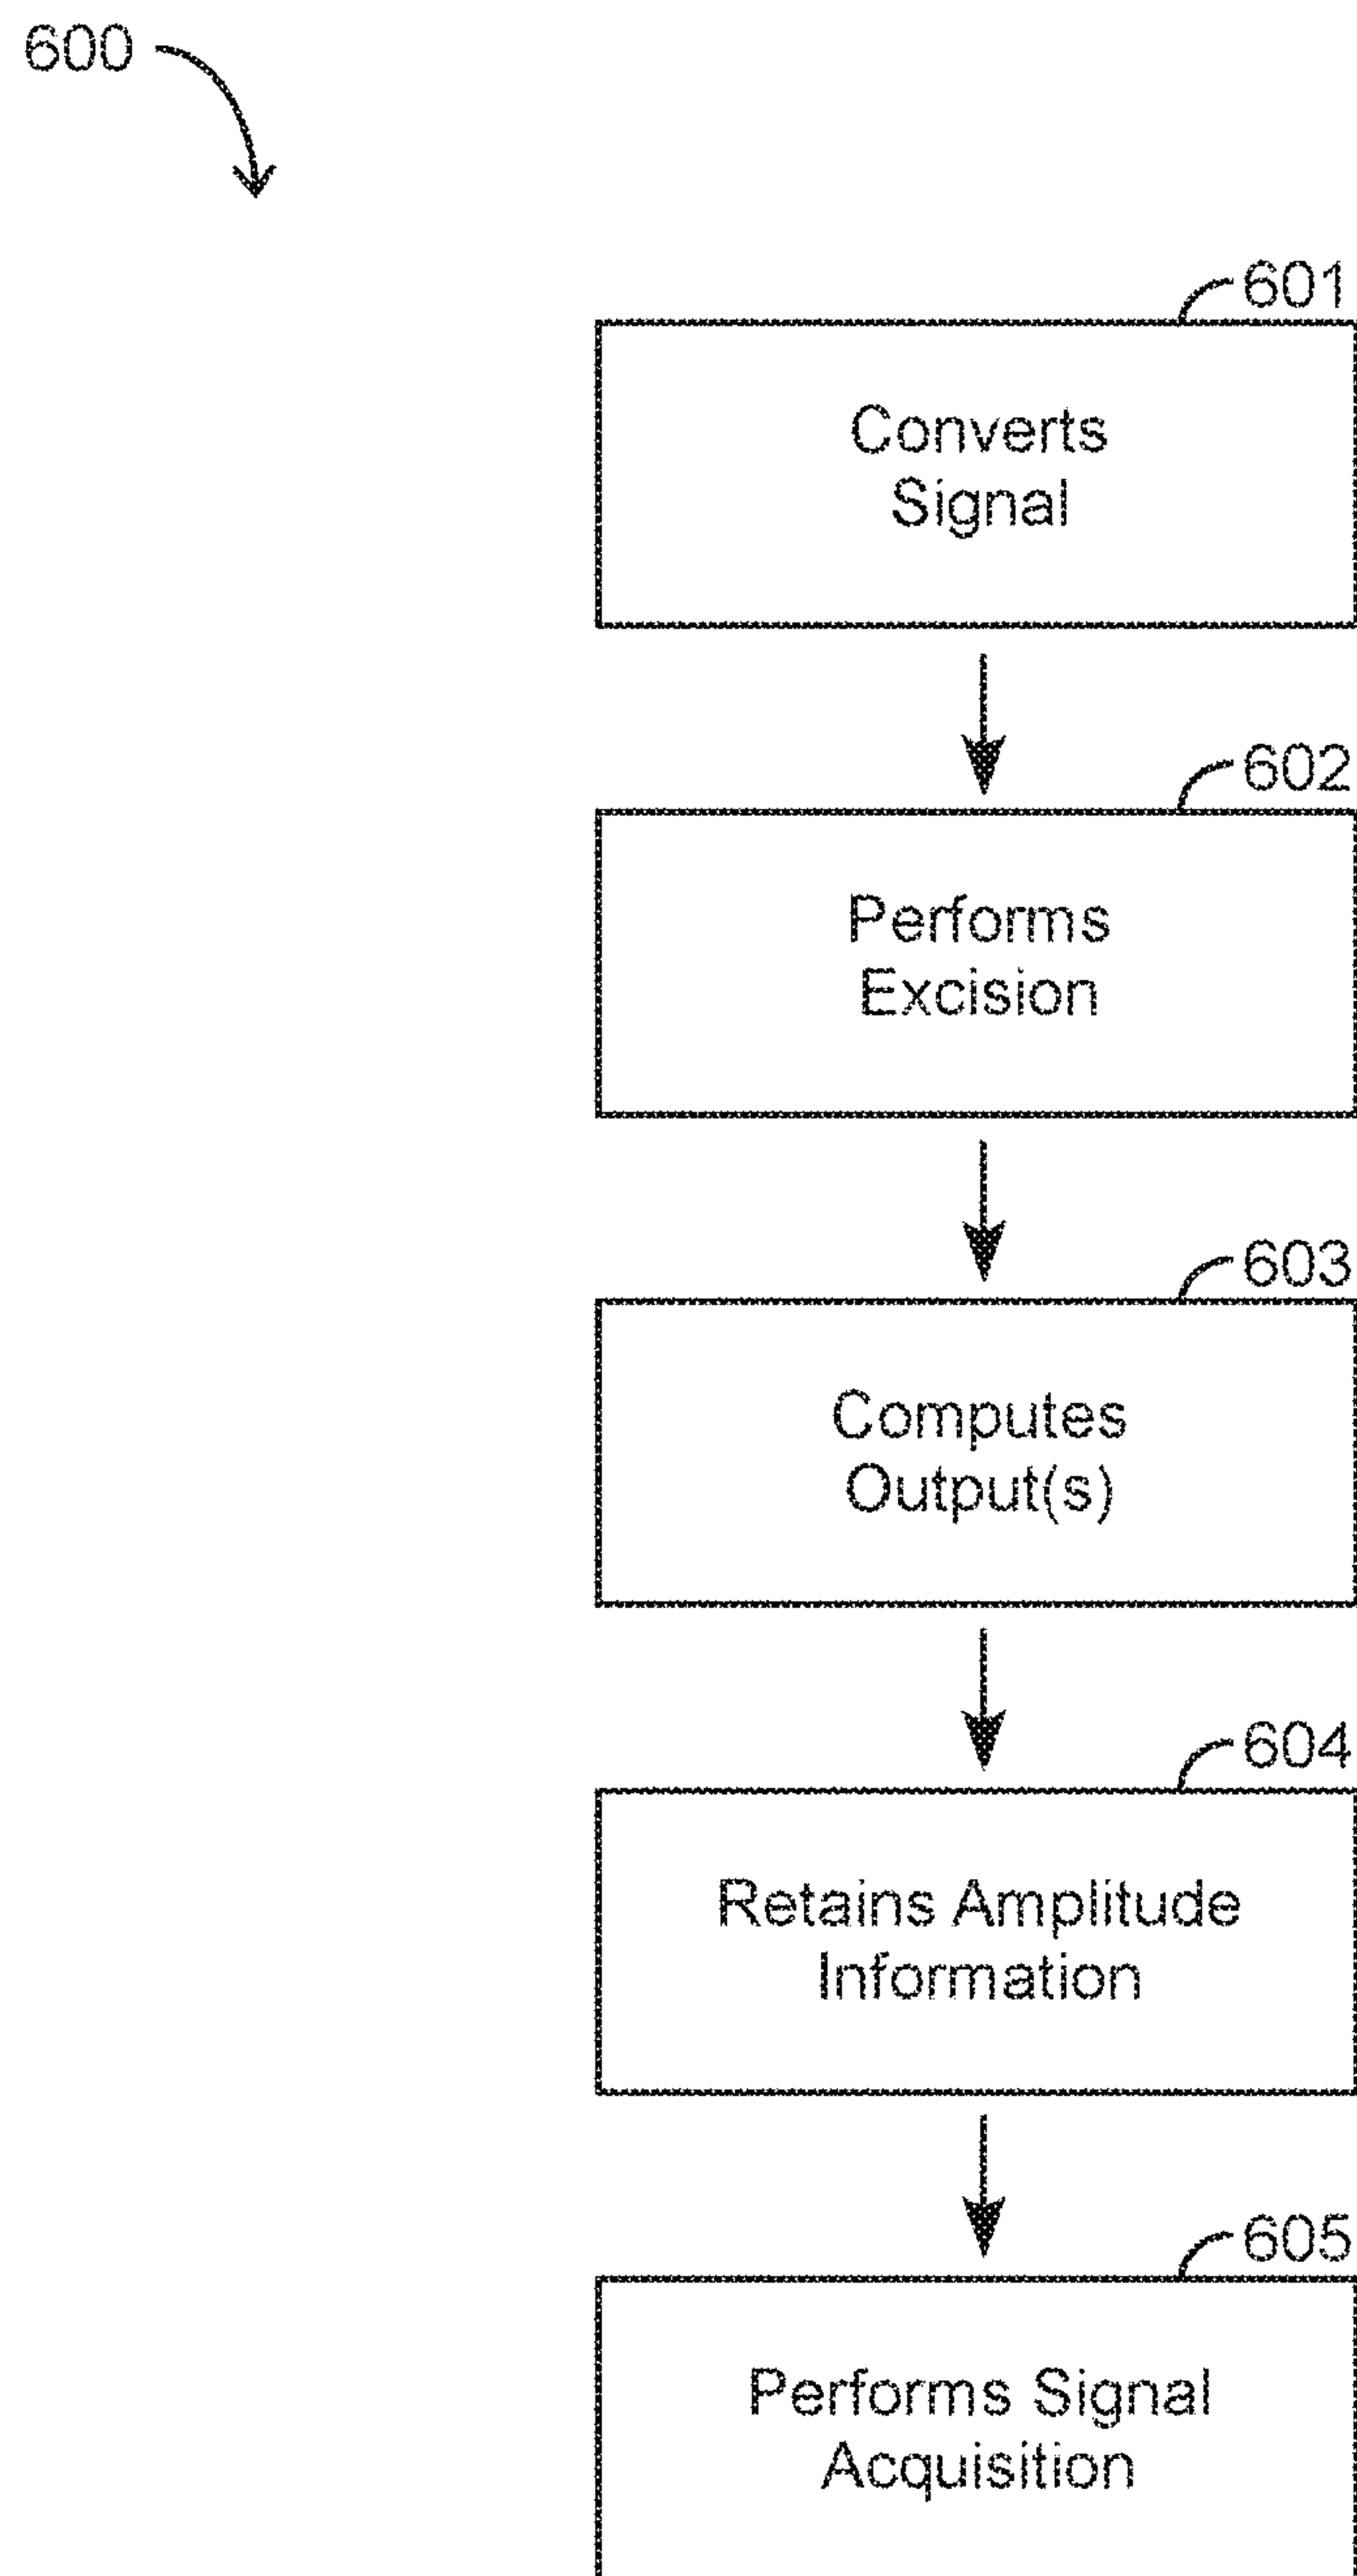 600
601
Converts
Signal
602
Performs
Excision
603
Computes
Output(s)
604
Retains Amplitude
Information
605
Performs Signal
Acquisition